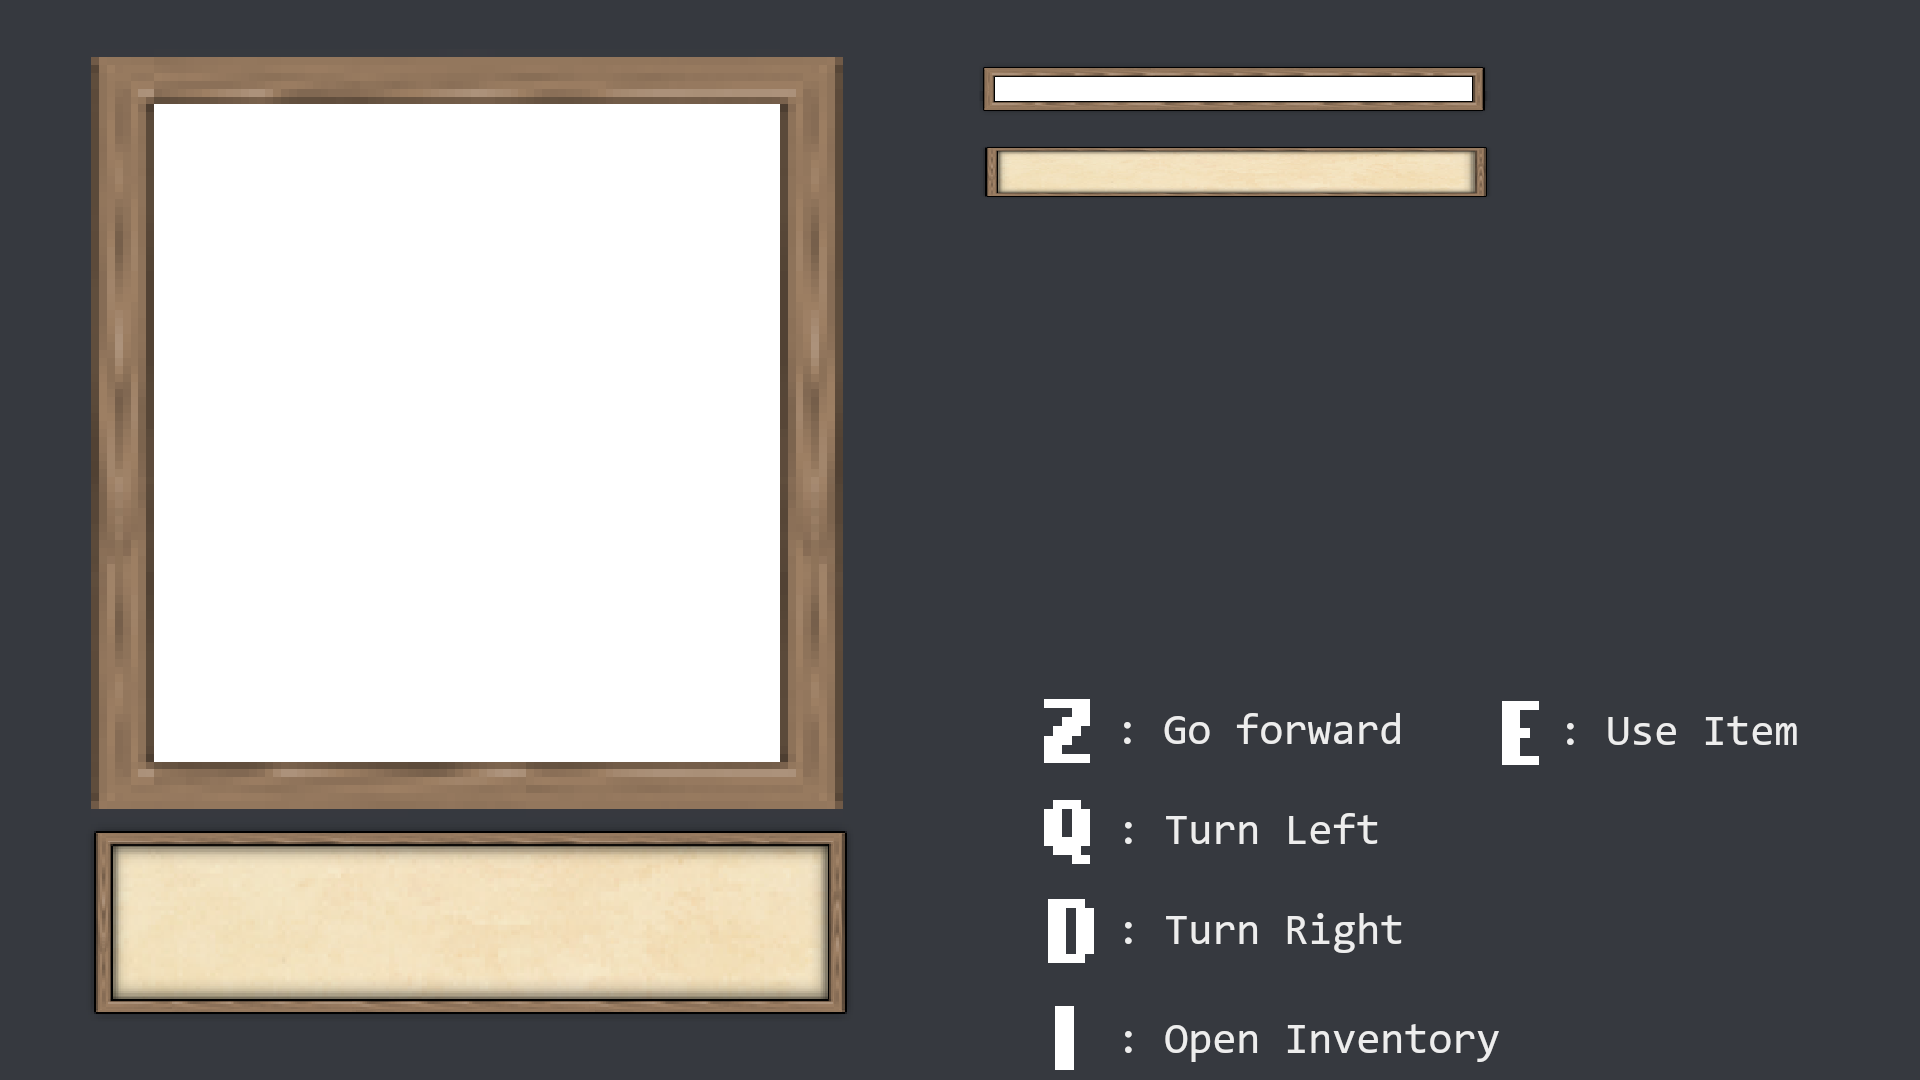 Z : Go forward E : Use Item
Q : Turn Left
D : Turn Right
I : Open Inventory